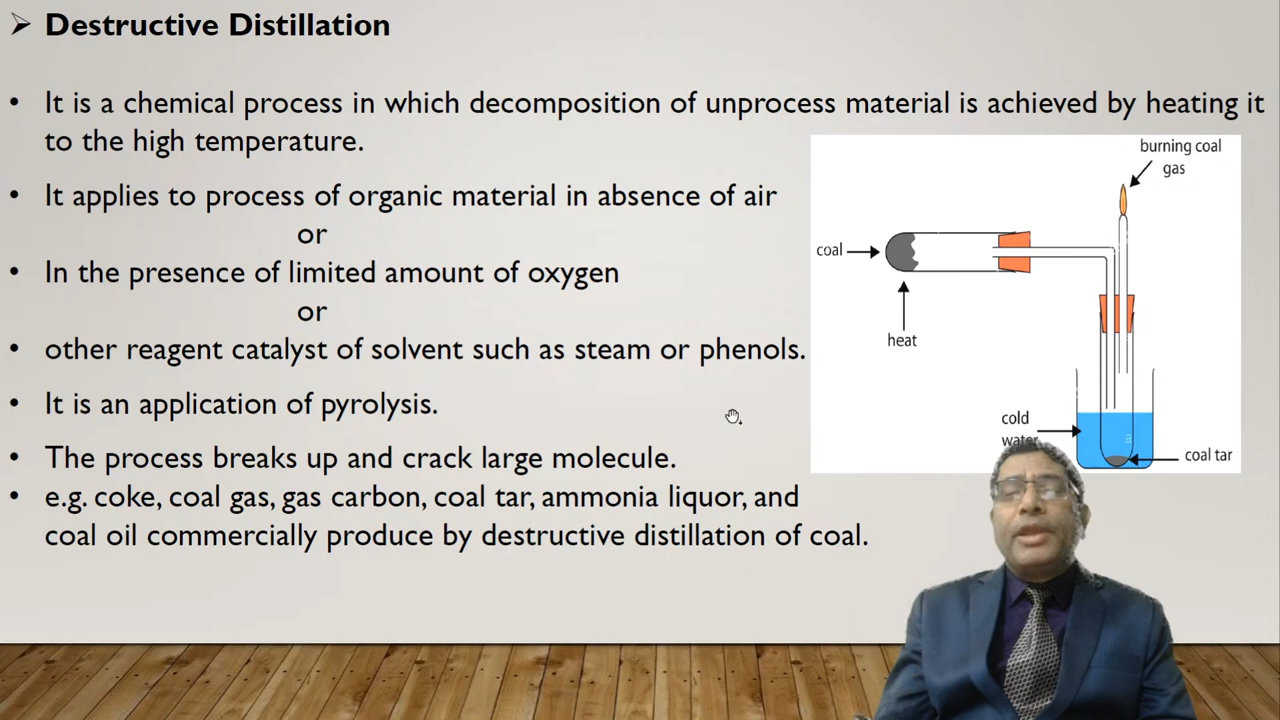 ➢ Destructive Distillation
• It is a chemical process in which decomposition of unprocess material is achieved by heating it
to the high temperature.
• It applies to process of organic material in absence of air
or
• In the presence of limited amount of oxygen
or
• other reagent catalyst of solvent such as steam or phenols.
• It is an application of pyrolysis.
• The process breaks up and crack large molecule.
• e.g. coke, coal gas, gas carbon, coal tar, ammonia liquor, and
coal oil commercially produce by destructive distillation of coal.
burning coal
gas
coal
heat
cold
water
coal tar